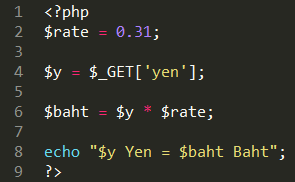 1 <?php
2 $rate = 0.31;
3
4 $y = $_GET['yen'];
5
6 $baht = $y * $rate;
7
8 echo "$y Yen = $baht Baht";
9 ?>